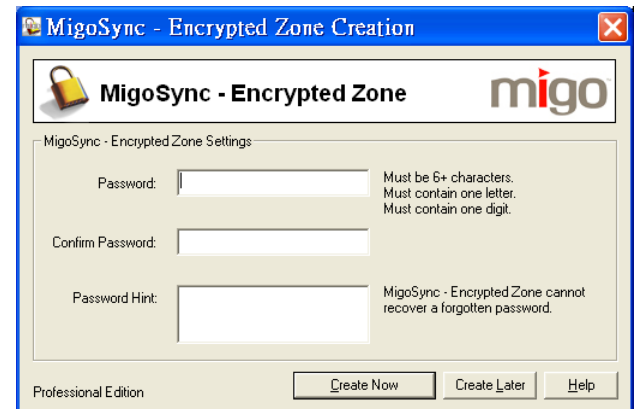 MigoSync - Encrypted Zone Creation
MigoSync - Encrypted Zone
migo
MigoSync - Encrypted Zone Settings
Password:
Must be 6+ characters.
Must contain one letter.
Must contain one digit.
Confirm Password:
Password Hint:
MigoSync - Encrypted Zone cannot
recover a forgotten password.
Professional Edition
Create Now
Create Later
Help